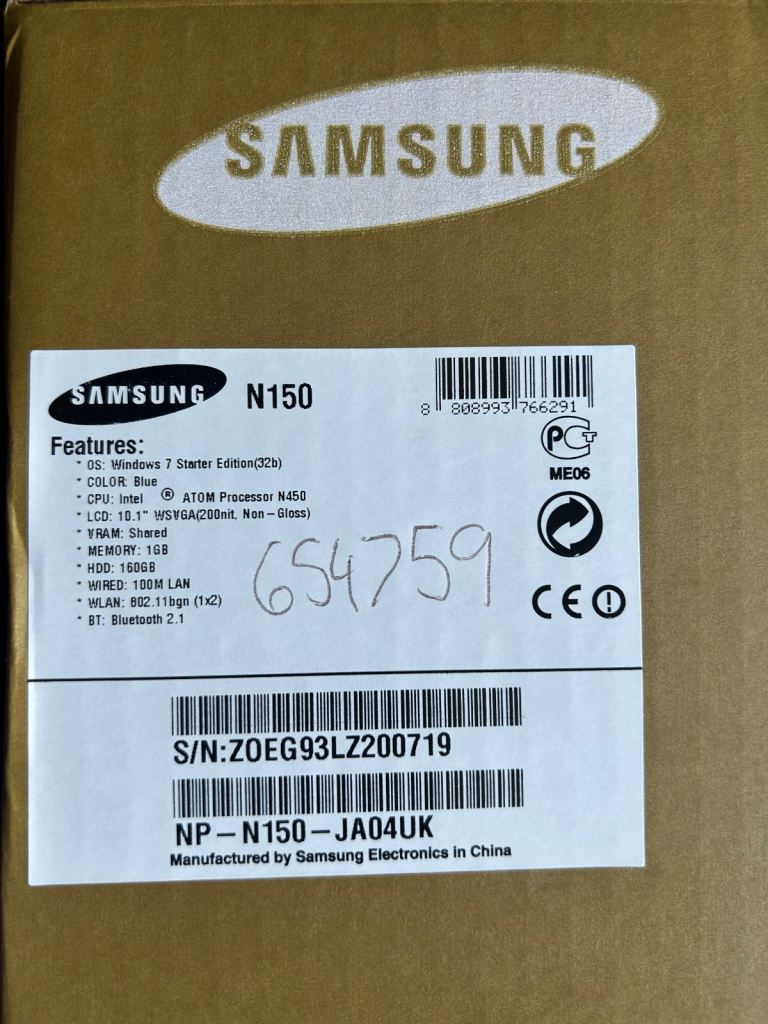 SAMSUNG
SAMSUNG N150
8 808993 766291
Features:
* OS: Windows 7 Starter Edition(32b)
* COLOR: Blue
* CPU: Intel ® ATOM Processor N450
* LCD: 10.1" WSVGA(200nit, Non-Gloss)
* VRAM: Shared
* MEMORY: 1GB
* HDD: 160GB
* WIRED: 100M LAN
* WLAN: 802.11bgn (1x2)
* BT: Bluetooth 2.1
PCT
ME06
654759
CE
S/N:ZOEG93LZ200719
NP-N150-JA04UK
Manufactured by Samsung Electronics in China